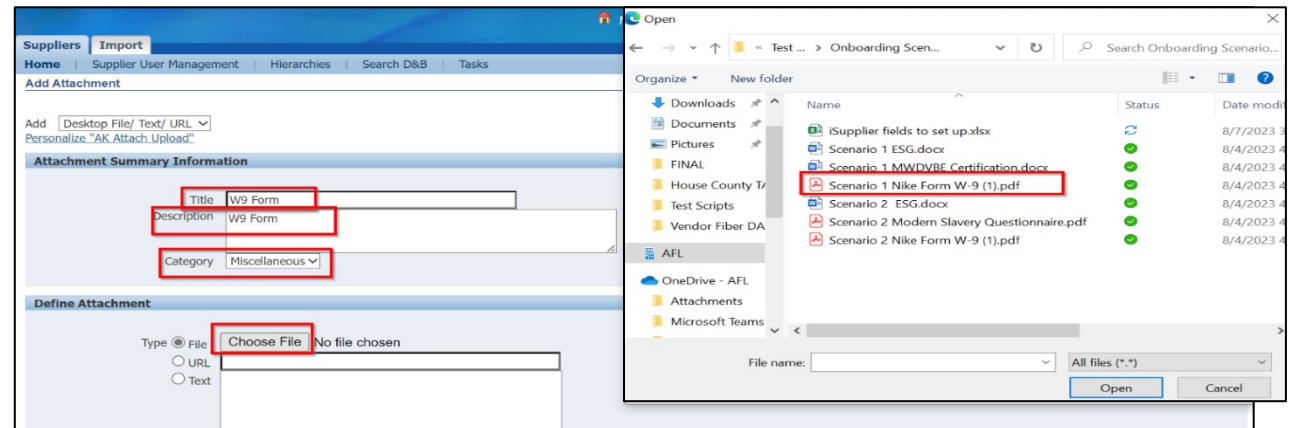 Suppliers Import
Home | Supplier User Management | Hierarchies | Search D&B | Tasks
Add Attachment
Add Desktop File/ Text/ URL
Personalize "AK Attach Upload"
Attachment Summary Information
Title W9 Form
Description W9 Form
Category Miscellaneous
Define Attachment
Type File Choose File No file chosen
URL
Text
Open
Test ... > Onboarding Scen...
Search Onboarding Scenario...
Organize New folder
Downloads
Documents
Pictures
FINAL
House County TA
Test Scripts
Vendor Fiber DA
AFL
OneDrive - AFL
Attachments
Microsoft Teams
Name Status Date modif
iSupplier fields to set up.xlsx 8/7/2023 3
Scenario 1 ESG.docx 8/4/2023 4
Scenario 1 MWDVBE Certification.docx 8/4/2023 4
Scenario 1 Nike Form W-9 (1).pdf 8/4/2023 4
Scenario 2 ESG.docx 8/4/2023 4
Scenario 2 Modern Slavery Questionnaire.pdf 8/4/2023 4
Scenario 2 Nike Form W-9 (1).pdf 8/4/2023 4
File name: All files (*.*)
Open Cancel